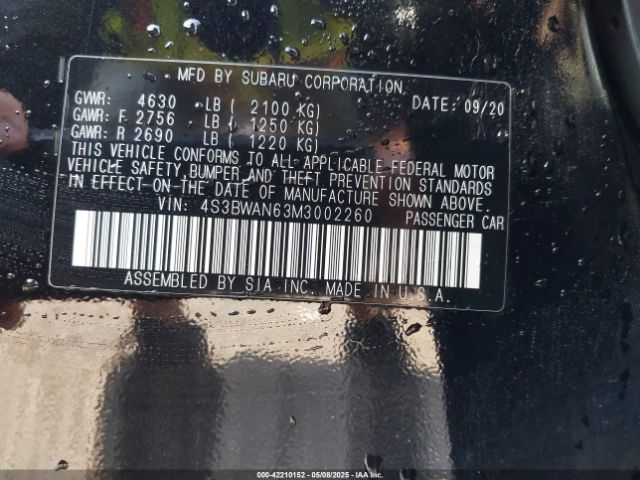 MFD BY SUBARU CORPORATION
GVWR: 4630 LB ( 2100 KG) DATE: 09/20
GAWR: F 2756 LB ( 1250 KG)
GAWR: R 2690 LB ( 1220 KG)
THIS VEHICLE CONFORMS TO ALL APPLICABLE FEDERAL MOTOR
VEHICLE SAFETY, BUMPER, AND THEFT PREVENTION STANDARDS
IN EFFECT ON THE DATE OF MANUFACTURE SHOWN ABOVE.
VIN: 4S3BWAN63M3002260 PASSENGER CAR
ASSEMBLED BY SIA INC. MADE IN U.S.A.
000-42210152 - 05/08/2025 - IAA Inc.